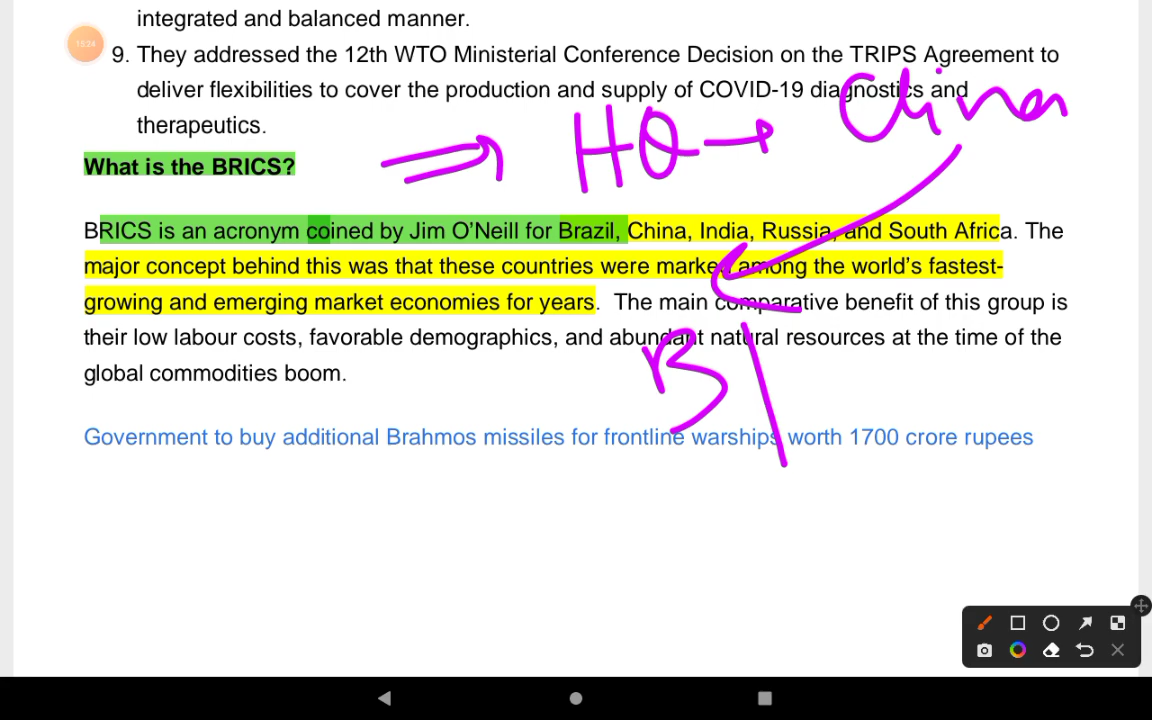 integrated and balanced manner.
15:24
9. They addressed the 12th WTO Ministerial Conference Decision on the TRIPS Agreement to
deliver flexibilities to cover the production and supply of COVID-19 diagnostics and
therapeutics.
HQ → China
What is the BRICS?
BRICS is an acronym coined by Jim O’Neill for Brazil, China, India, Russia, and South Africa. The
major concept behind this was that these countries were marked among the world’s fastest-
growing and emerging market economies for years. The main comparative benefit of this group is
their low labour costs, favorable demographics, and abundant natural resources at the time of the
global commodities boom.
Government to buy additional Brahmos missiles for frontline warships worth 1700 crore rupees